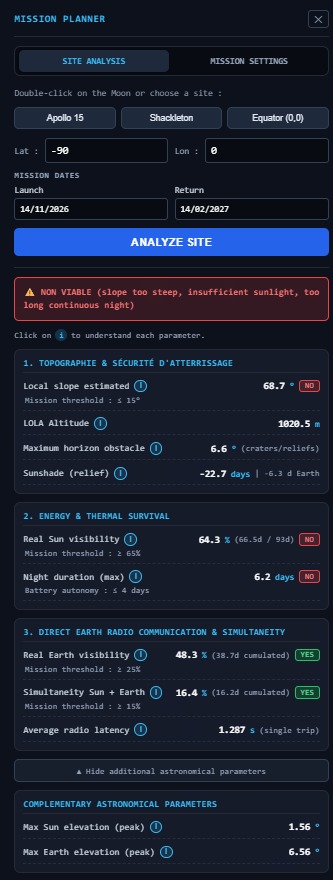 MISSION PLANNER
SITE ANALYSIS MISSION SETTINGS
Double-click on the Moon or choose a site :
Apollo 15 Shackleton Equator (0,0)
Lat : -90 Lon : 0
MISSION DATES
Launch Return
14/11/2026 14/02/2027
ANALYZE SITE
⚠ NON VIABLE (slope too steep, insufficient sunlight, too
long continuous night)
Click on i to understand each parameter.
1. TOPOGRAPHIE & SÉCURITÉ D'ATTERRISSAGE
Local slope estimated i 68.7 ° NO
Mission threshold : ≤ 15°
LOLA Altitude i 1020.5 m
Maximum horizon obstacle i 6.6 ° (craters/reliefs)
Sunshade (relief) i -22.7 days | -6.3 d Earth
2. ENERGY & THERMAL SURVIVAL
Real Sun visibility i 64.3 % (66.5d / 93d) NO
Mission threshold : ≥ 65%
Night duration (max) i 6.2 days NO
Battery autonomy : ≤ 4 days
3. DIRECT EARTH RADIO COMMUNICATION & SIMULTANEITY
Real Earth visibility i 48.3 % (38.7d cumulated) YES
Mission threshold : ≥ 25%
Simultaneity Sun + Earth i 16.4 % (16.2d cumulated) YES
Mission threshold : ≥ 15%
Average radio latency i 1.287 s (single trip)
▲ Hide additional astronomical parameters
COMPLEMENTARY ASTRONOMICAL PARAMETERS
Max Sun elevation (peak) i 1.56 °
Max Earth elevation (peak) i 6.56 °